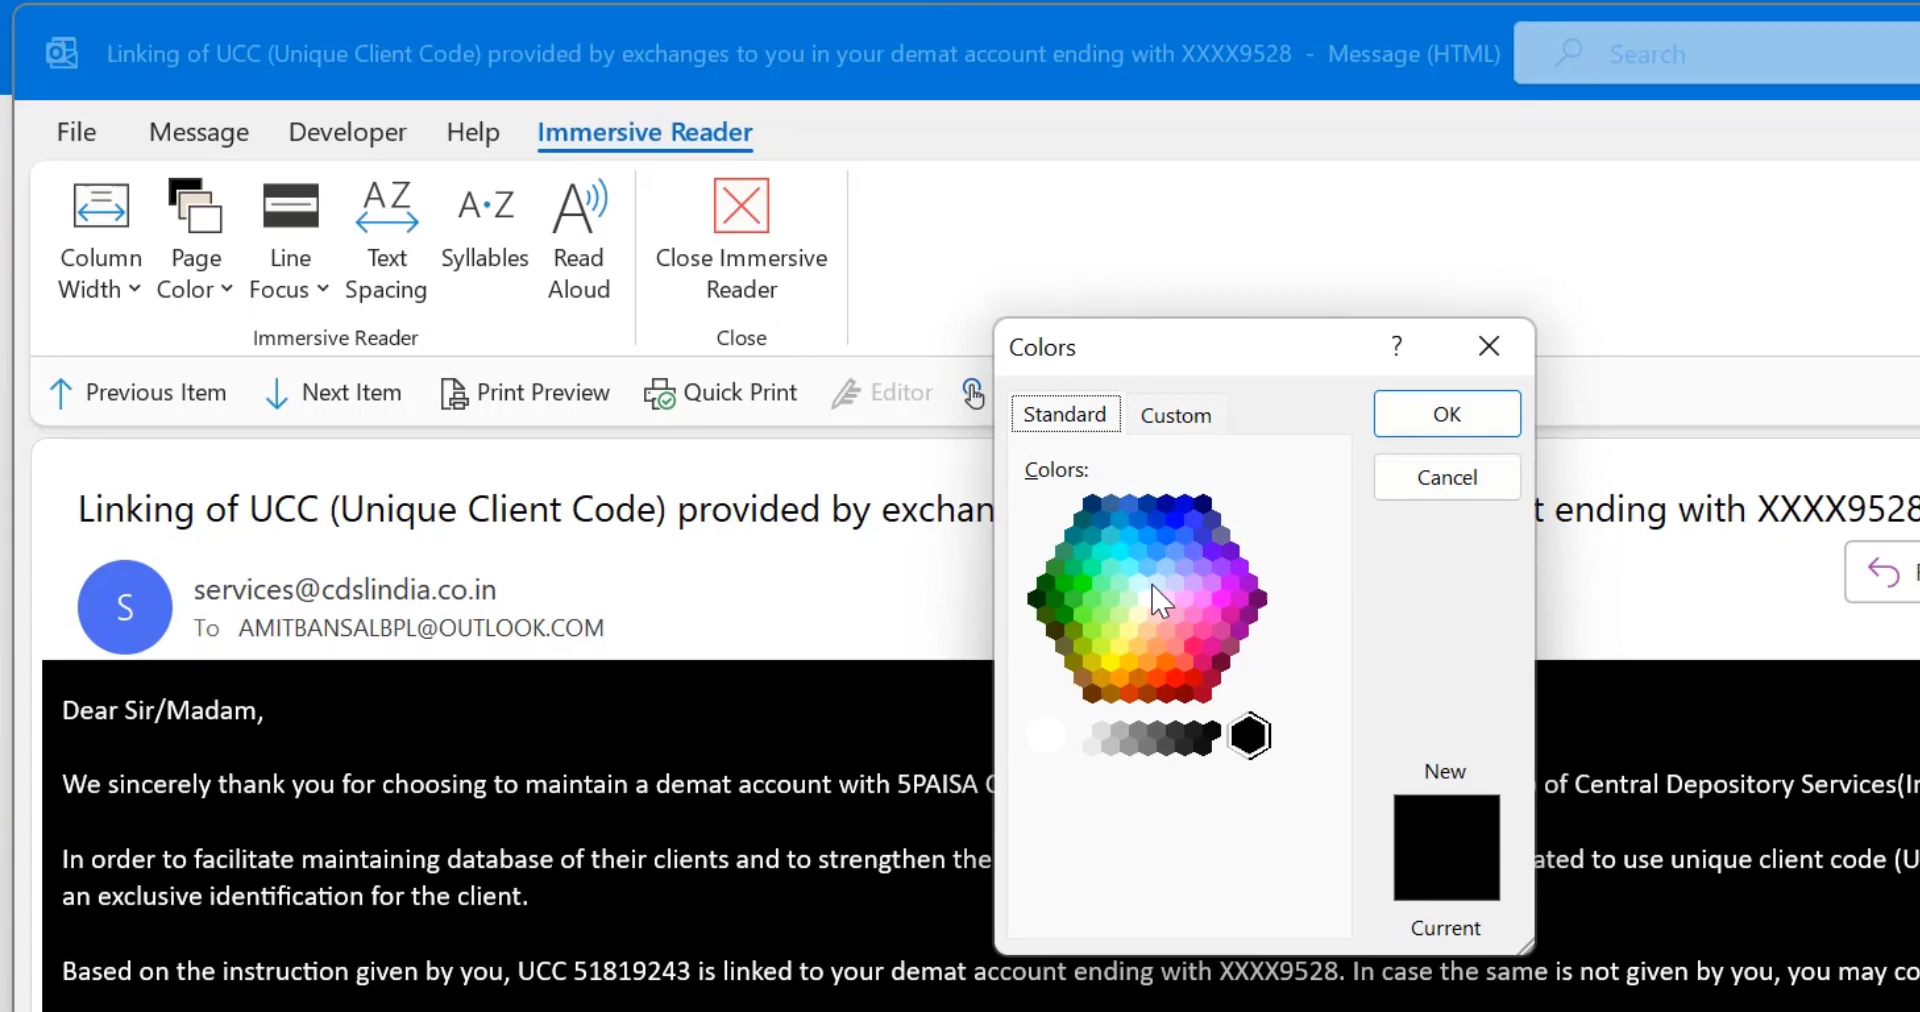 Linking of UCC (Unique Client Code) provided by exchanges to you in your demat account ending with XXXX9528 - Message (HTML)
Search
File Message Developer Help Immersive Reader
Column Width
Page Color
Line Focus
Text Spacing
Syllables
Read Aloud
Close Immersive Reader
Immersive Reader
Close
Previous Item Next Item Print Preview Quick Print Editor
Colors ?
Standard Custom
OK
Cancel
Colors:
New
Current
Linking of UCC (Unique Client Code) provided by exchan
t ending with XXXX9528
S
services@cdslindia.co.in
To AMITBANSALBPL@OUTLOOK.COM
Dear Sir/Madam,
We sincerely thank you for choosing to maintain a demat account with 5PAISA of Central Depository Services(
In order to facilitate maintaining database of their clients and to strengthen the ated to use unique client code (U
an exclusive identification for the client.
Based on the instruction given by you, UCC 51819243 is linked to your demat account ending with XXXX9528. In case the same is not given by you, you may co